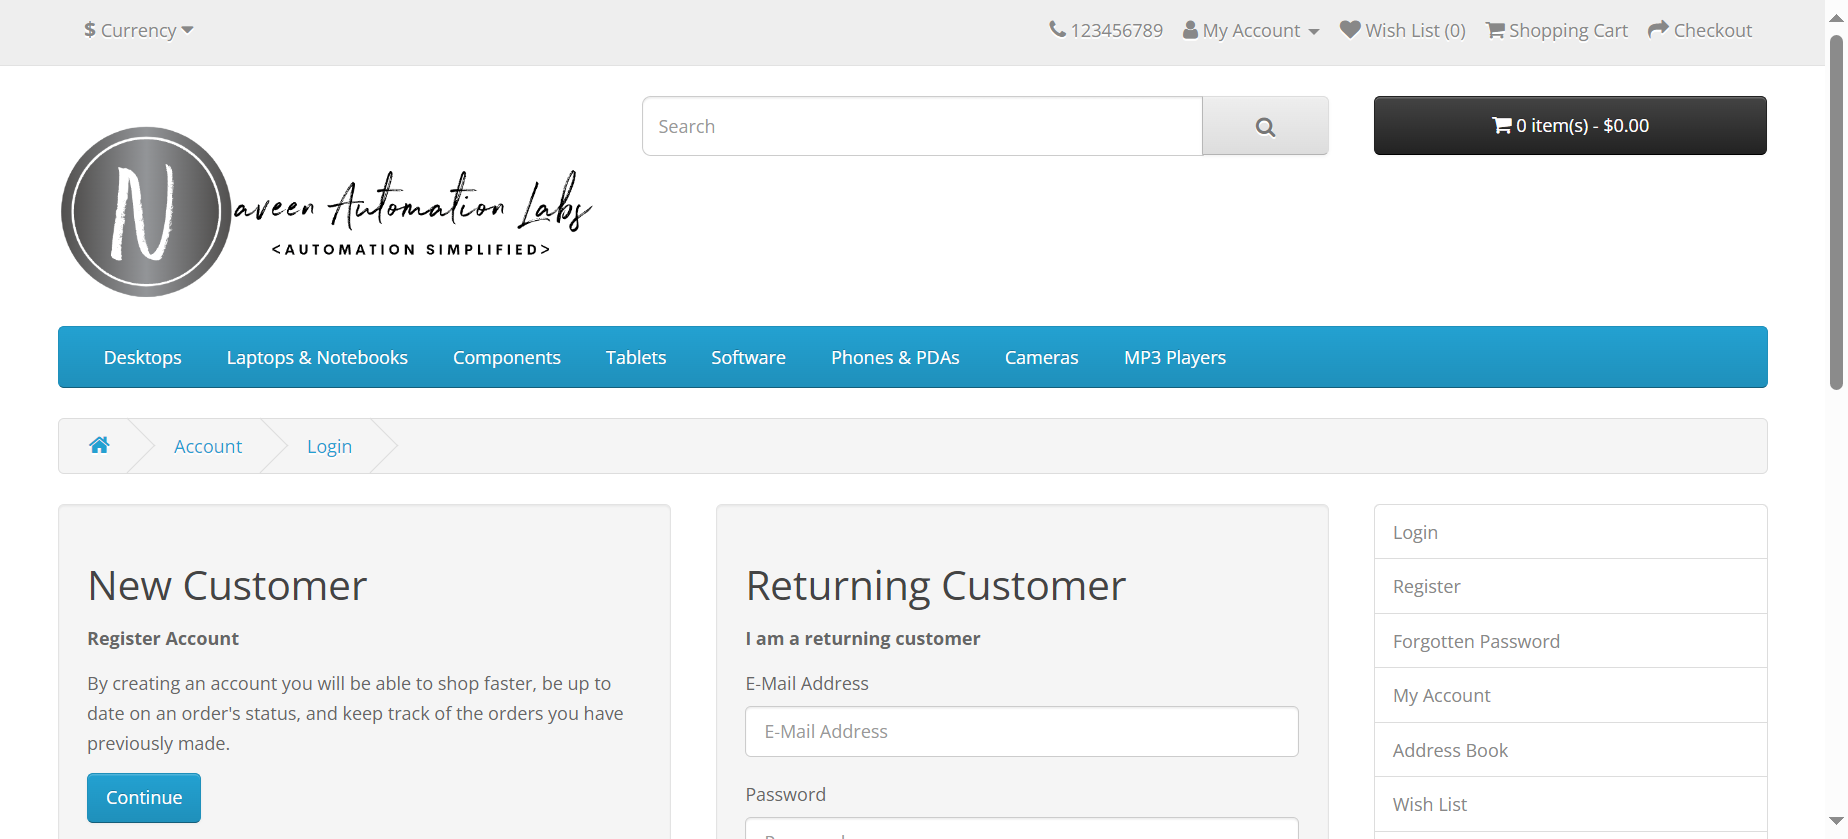 $ Currency
123456789 My Account Wish List (0) Shopping Cart Checkout
Search
0 item(s) - $0.00
N
aveen Automation Labs
<AUTOMATION SIMPLIFIED>
Desktops Laptops & Notebooks Components Tablets Software Phones & PDAs Cameras MP3 Players
Account Login
New Customer
Register Account
By creating an account you will be able to shop faster, be up to
date on an order's status, and keep track of the orders you have
previously made.
Continue
Returning Customer
I am a returning customer
E-Mail Address
E-Mail Address
Password
Login
Register
Forgotten Password
My Account
Address Book
Wish List